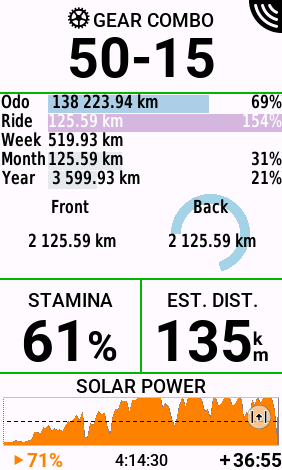 GEAR COMBO
50-15
Odo 138 223.94 km 69%
Ride 125.59 km 154%
Week 519.93 km
Month 125.59 km 31%
Year 3 599.93 km 21%
Front Back
2 125.59 km 2 125.59 km
STAMINA EST. DIST.
61% 135 km
SOLAR POWER
71% 4:14:30 +36:55